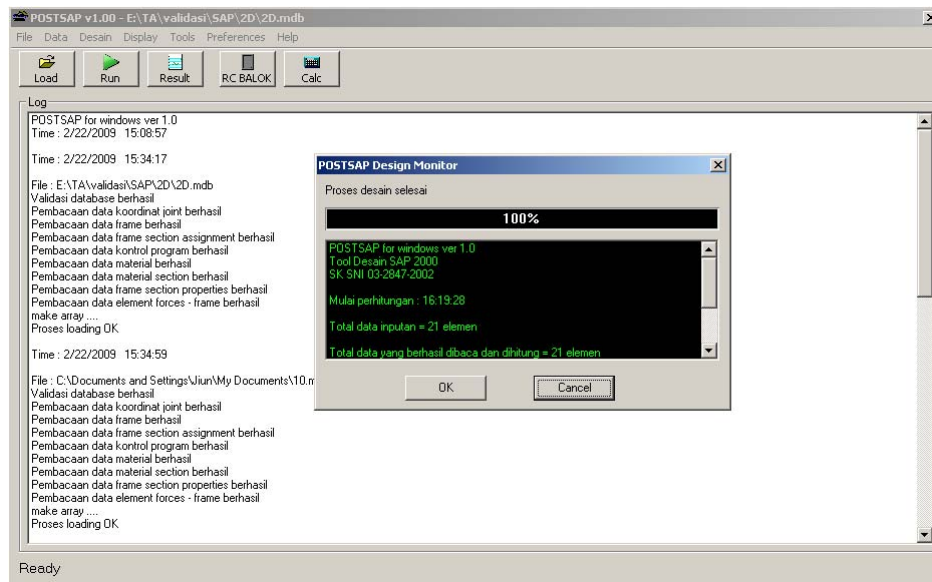 POSTSAP v1.00 - E:\TA\validasi\SAP\2D\2D.mdb
File Data Desain Display Tools Preferences Help
Load Run Result RC BALOK Calc
Log
POSTSAP for windows ver 1.0
Time : 2/22/2009 15:08:57
Time : 2/22/2009 15:34:17
File : E:\TA\validasi\SAP\2D\2D.mdb
Validasi database berhasil
Pembacaan data koordinat joint berhasil
Pembacaan data frame berhasil
Pembacaan data frame section assignment berhasil
Pembacaan data kontrol program berhasil
Pembacaan data material berhasil
Pembacaan data material section berhasil
Pembacaan data frame section properties berhasil
Pembacaan data element forces - frame berhasil
make array ....
Proses loading OK
Time : 2/22/2009 15:34:59
File : C:\Documents and Settings\Jiun\My Documents\10.m
Validasi database berhasil
Pembacaan data koordinat joint berhasil
Pembacaan data frame berhasil
Pembacaan data frame section assignment berhasil
Pembacaan data kontrol program berhasil
Pembacaan data material berhasil
Pembacaan data material section berhasil
Pembacaan data frame section properties berhasil
Pembacaan data element forces - frame berhasil
make array ....
Proses loading OK
POSTSAP Design Monitor
Proses desain selesai
100%
POSTSAP for windows ver 1.0
Tool Desain SAP 2000
SK SNI 03-2847-2002
Mulai perhitungan : 16:19:28
Total data inputan = 21 elemen
Total data yang berhasil dibaca dan dihitung = 21 elemen
OK Cancel
Ready